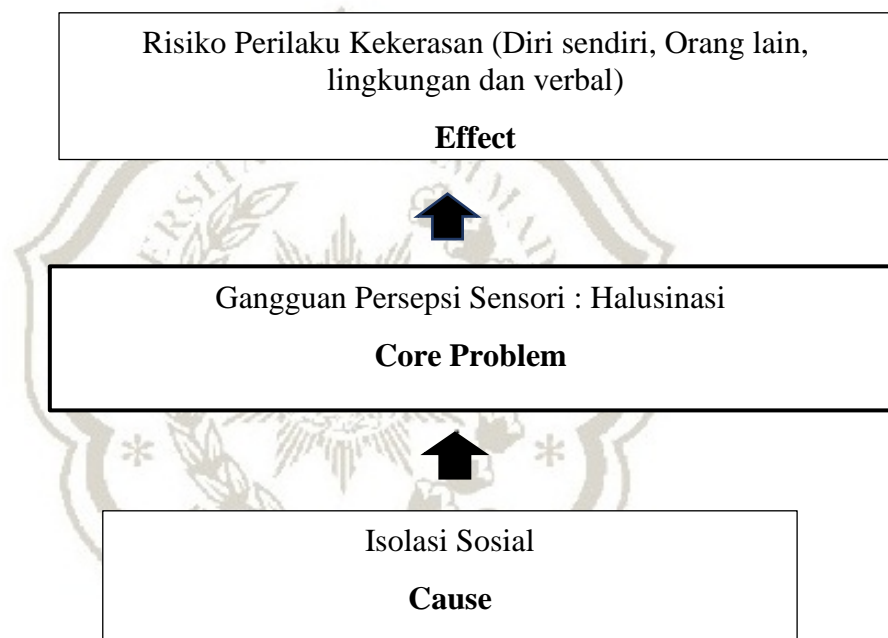 Risiko Perilaku Kekerasan (Diri sendiri, Orang lain,
lingkungan dan verbal)
Effect
Gangguan Persepsi Sensori : Halusinasi
Core Problem
Isolasi Sosial
Cause